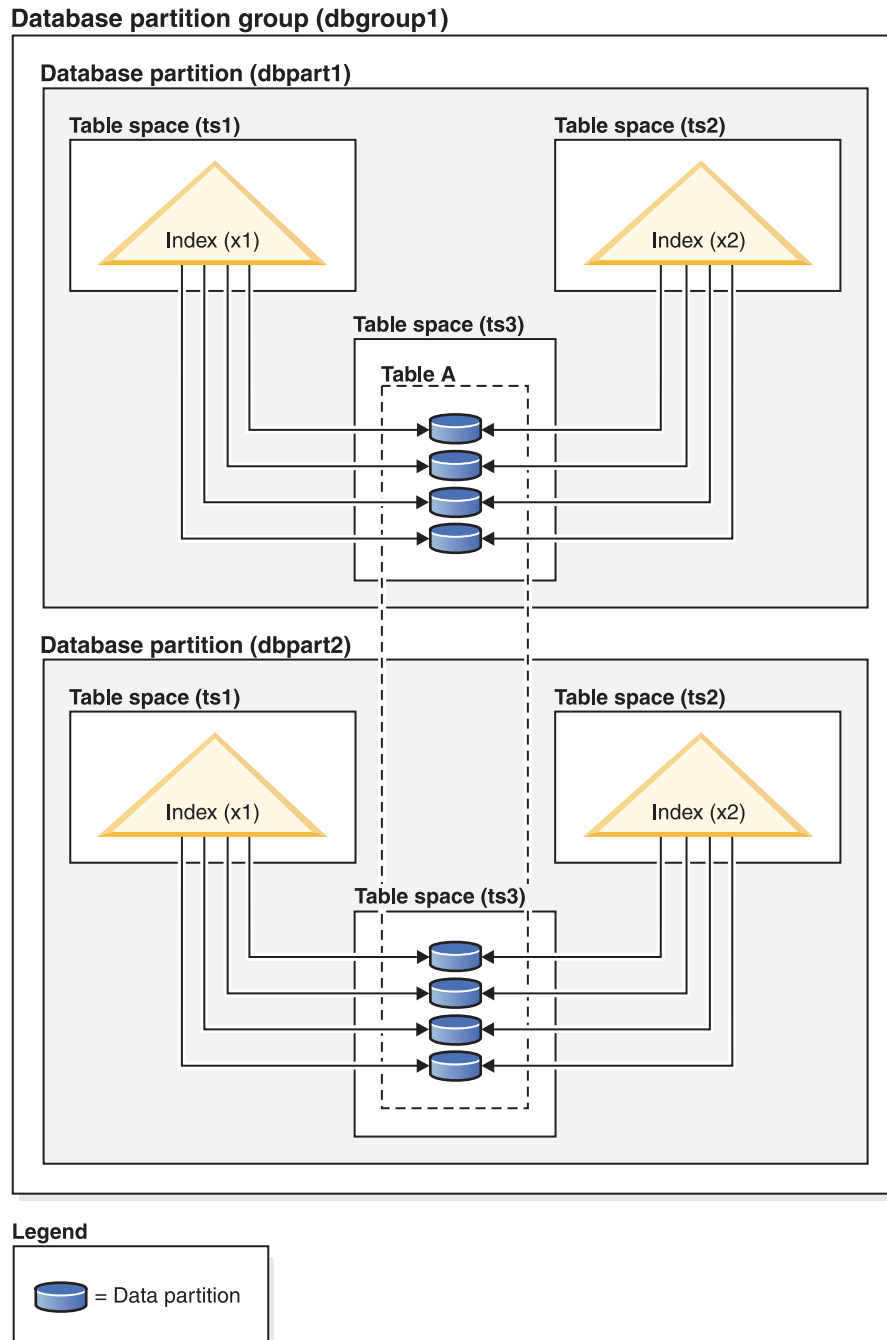 Database partition group (dbgroup1)
Database partition (dbpart1)
Table space (ts1)
Table space (ts2)
Index (x1)
Index (x2)
Table space (ts3)
Table A
Database partition (dbpart2)
Table space (ts1)
Table space (ts2)
Index (x1)
Index (x2)
Table space (ts3)
Legend
= Data partition